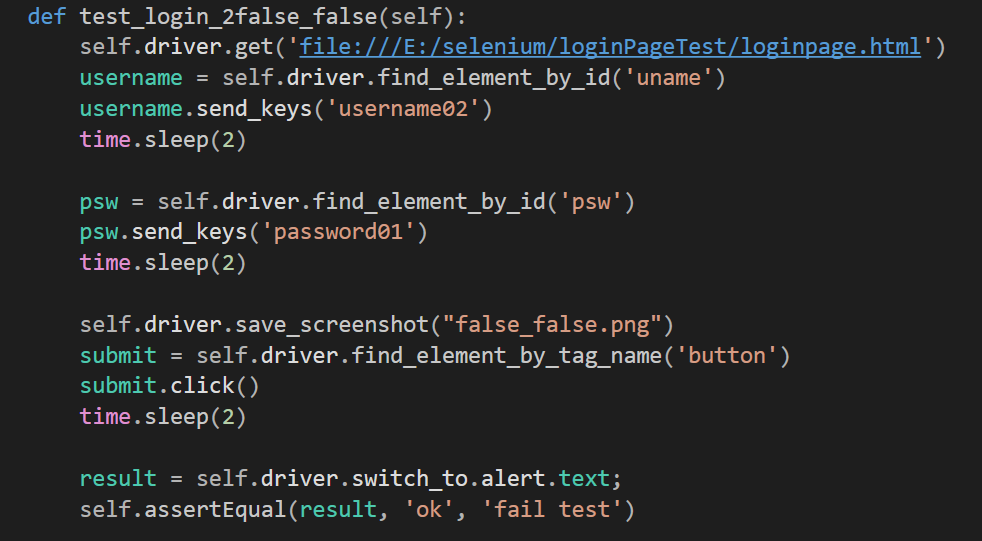 def test_login_2false_false(self):
    self.driver.get('file:///E:/selenium/loginPageTest/loginpage.html')
    username = self.driver.find_element_by_id('uname')
    username.send_keys('username02')
    time.sleep(2)

    psw = self.driver.find_element_by_id('psw')
    psw.send_keys('password01')
    time.sleep(2)

    self.driver.save_screenshot("false_false.png")
    submit = self.driver.find_element_by_tag_name('button')
    submit.click()
    time.sleep(2)

    result = self.driver.switch_to.alert.text;
    self.assertEqual(result, 'ok', 'fail test')